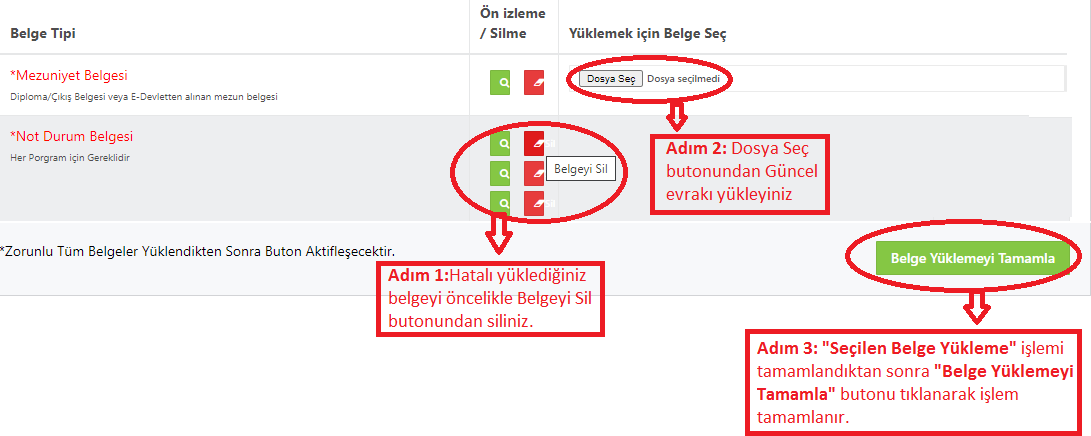 Belge Tipi
Ön izleme
/ Silme
Yüklemek için Belge Seç
*Mezuniyet Belgesi
Diploma/Çıkış Belgesi veya E-Devletten alınan mezun belgesi
Dosya Seç Dosya seçilmedi
*Not Durum Belgesi
Her Porgram için Gereklidir
Sil
Belgeyi Sil
Sil
Adım 2: Dosya Seç
butonundan Güncel
evrakı yükleyiniz
*Zorunlu Tüm Belgeler Yüklendikten Sonra Buton Aktifleşecektir.
Belge Yüklemeyi Tamamla
Adım 1:Hatalı yüklediğiniz
belgeyi öncelikle Belgeyi Sil
butonundan siliniz.
Adım 3: "Seçilen Belge Yükleme" işlemi
tamamlandıktan sonra "Belge Yüklemeyi
Tamamla" butonu tıklanarak işlem
tamamlanır.